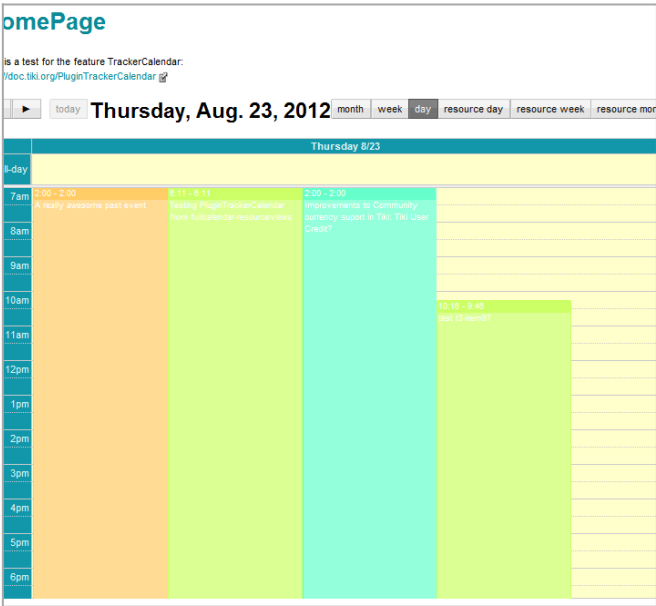 omePage
is a test for the feature TrackerCalendar:
//doc.tiki.org/PluginTrackerCalendar
today Thursday, Aug. 23, 2012 month week day resource day resource week resource mor
Thursday 8/23
ll-day
7am
2:00 - 2:00
A really awesome past event
8:11 - 8:11
Testing PluginTrackerCalendar
2:00 - 2:00
Improvements to Community
currency supon in Tiki: Tiki User
Credit?
8am
9am
10am
10:10 - 9:45
11am
12pm
1pm
2pm
3pm
4pm
5pm
6pm